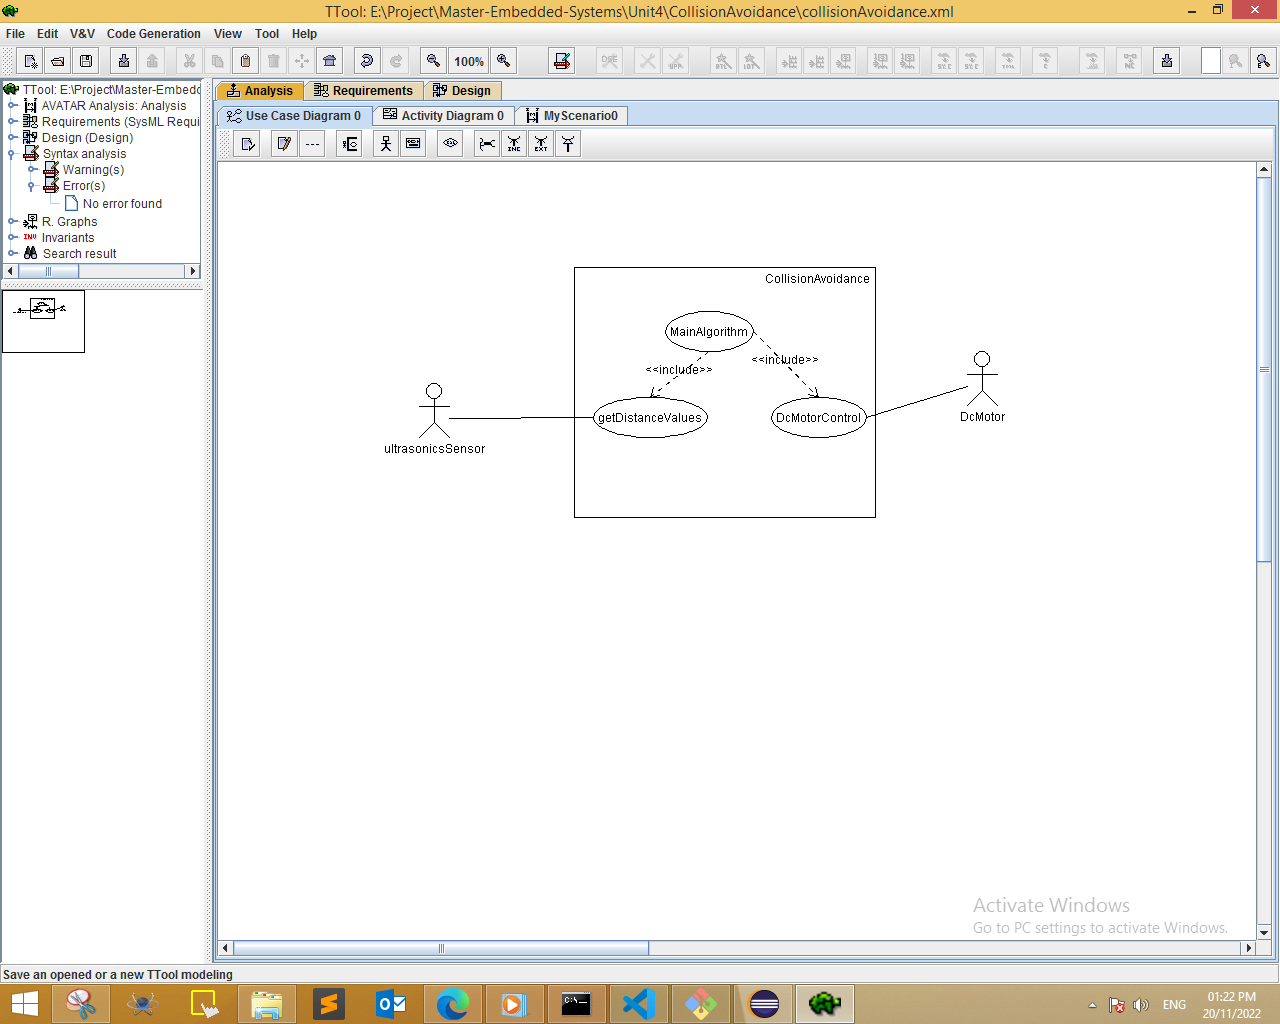 TTool: E:\Project\Master-Embedded-Systems\Unit4\CollisionAvoidance\collisionAvoidance.xml
File Edit V&V Code Generation View Tool Help
100%
TTool: E:\Project\Master-Embedd
AVATAR Analysis: Analysis
Requirements (SysML Requi
Design (Design)
Syntax analysis
Warning(s)
Error(s)
No error found
R. Graphs
Invariants
Search result
Analysis Requirements Design
Use Case Diagram 0 Activity Diagram 0 MyScenario0
INC EXT
CollisionAvoidance
MainAlgorithm
<<include>> <<include>>
getDistanceValues DcMotorControl
ultrasonicsSensor
DcMotor
Activate Windows
Go to PC settings to activate Windows.
Save an opened or a new TTool modeling
ENG
01:22 PM
20/11/2022